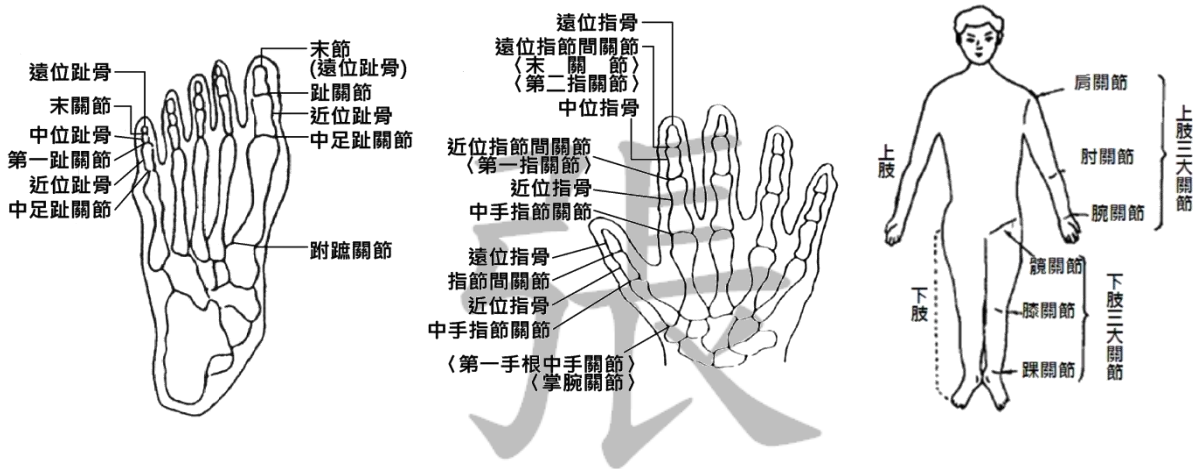 遠位趾骨
末關節
中位趾骨
第一趾關節
近位趾骨
中足趾關節
末節
(遠位趾骨)
趾關節
近位趾骨
中足趾關節
跗蹠關節
遠位指骨
遠位指節間關節
〈末關節〉
〈第二指關節〉
中位指骨
近位指節間關節
〈第一指關節〉
近位指骨
中手指節關節
遠位指骨
指節間關節
近位指骨
中手指節關節
〈第一手根中手關節〉
〈掌腕關節〉
張
上肢
肩關節
肘關節
腕關節
上肢三大關節
下肢
髖關節
膝關節
踝關節
下肢三大關節